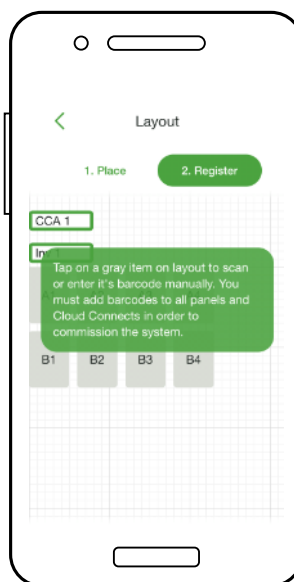 Layout
1. Place
2. Register
CCA 1
Inv 1
Tap on a gray item on layout to scan
or enter it's barcode manually. You
must add barcodes to all panels and
Cloud Connects in order to
commission the system.
B1 B2 B3 B4